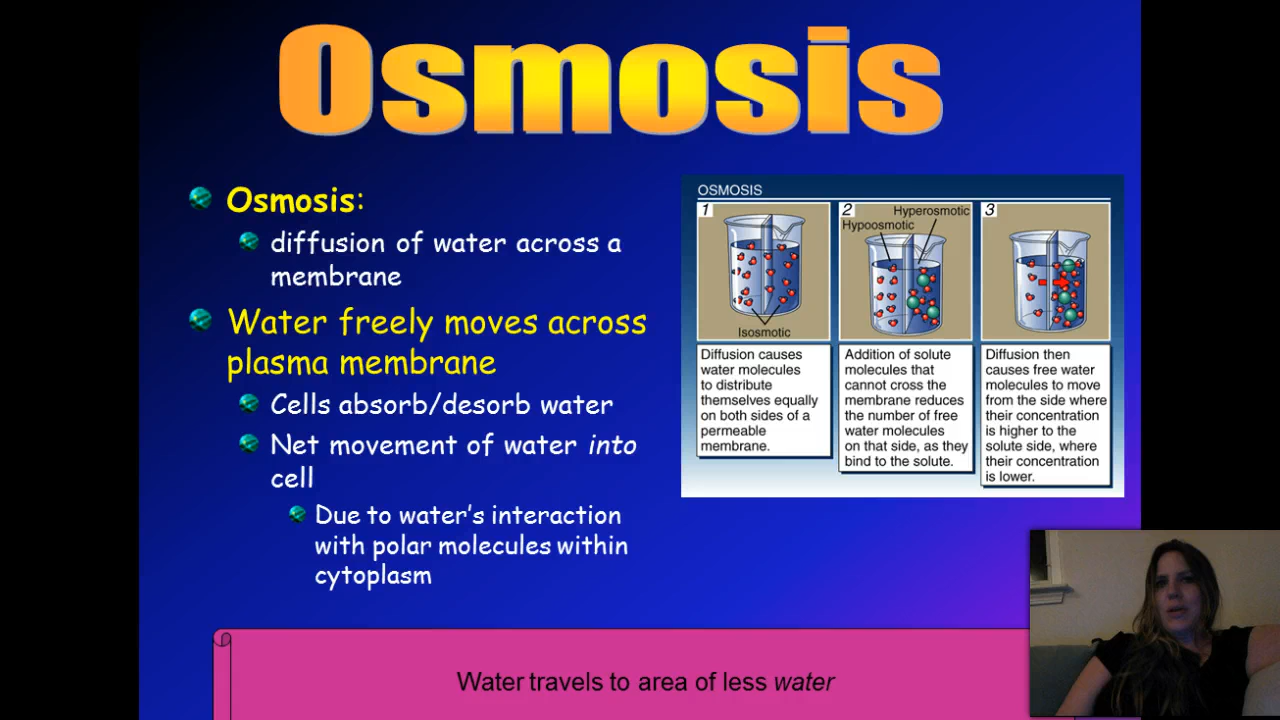 Osmosis
Osmosis:
diffusion of water across a
membrane
Water freely moves across
plasma membrane
Cells absorb/desorb water
Net movement of water into
cell
Due to water's interaction
with polar molecules within
cytoplasm
OSMOSIS
1
Isosmotic
Diffusion causes
water molecules
to distribute
themselves equally
on both sides of a
permeable
membrane.
2
Hyperosmotic
Hypoosmotic
Addition of solute
molecules that
cannot cross the
membrane reduces
the number of free
water molecules
on that side, as they
bind to the solute.
3
Diffusion then
causes free water
molecules to move
from the side where
their concentration
is higher to the
solute side, where
their concentration
is lower.
Water travels to area of less water